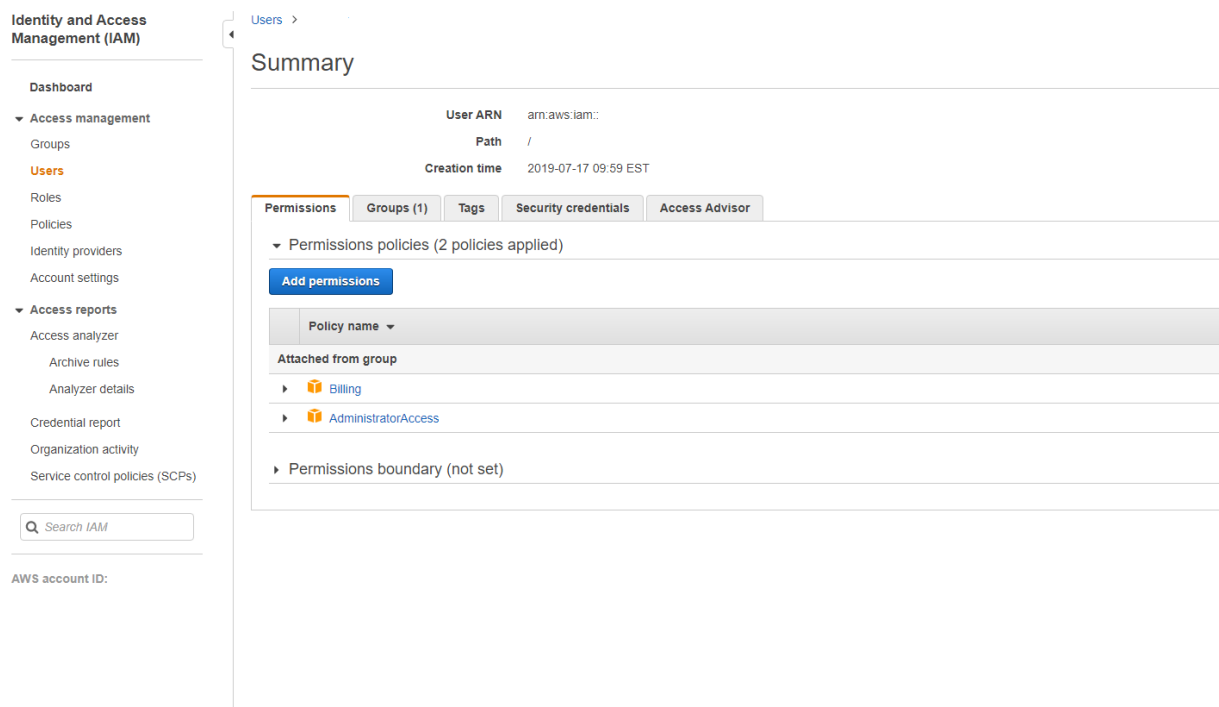 Identity and Access
Management (IAM)
Dashboard
Access management
Groups
Users
Roles
Policies
Identity providers
Account settings
Access reports
Access analyzer
Archive rules
Analyzer details
Credential report
Organization activity
Service control policies (SCPs)
Search IAM
AWS account ID:
Users >
Summary
User ARN arn:aws:iam::
Path /
Creation time 2019-07-17 09:59 EST
Permissions Groups (1) Tags Security credentials Access Advisor
Permissions policies (2 policies applied)
Add permissions
Policy name
Attached from group
Billing
AdministratorAccess
Permissions boundary (not set)